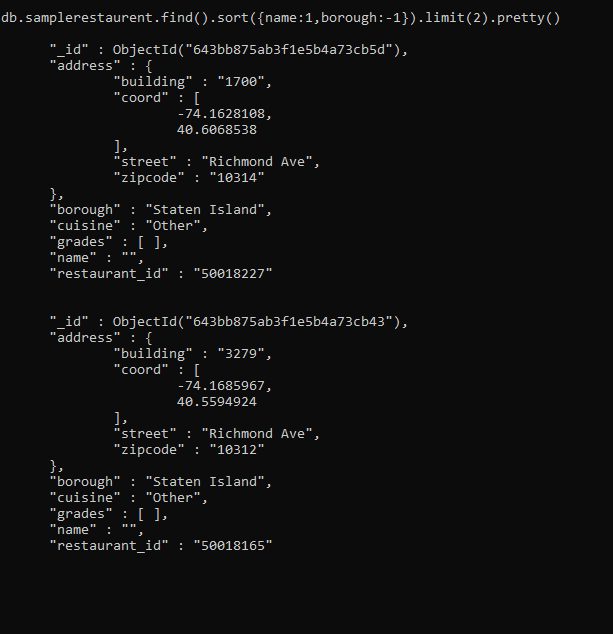 db.samplerestaurent.find().sort({name:1,borough:-1}).limit(2).pretty()
"_id" : ObjectId("643bb875ab3f1e5b4a73cb5d"),
"address" : {
"building" : "1700",
"coord" : [
-74.1628108,
40.6068538
],
"street" : "Richmond Ave",
"zipcode" : "10314"
},
"borough" : "Staten Island",
"cuisine" : "Other",
"grades" : [ ],
"name" : "",
"restaurant_id" : "50018227"
"_id" : ObjectId("643bb875ab3f1e5b4a73cb43"),
"address" : {
"building" : "3279",
"coord" : [
-74.1685967,
40.5594924
],
"street" : "Richmond Ave",
"zipcode" : "10312"
},
"borough" : "Staten Island",
"cuisine" : "Other",
"grades" : [ ],
"name" : "",
"restaurant_id" : "50018165"